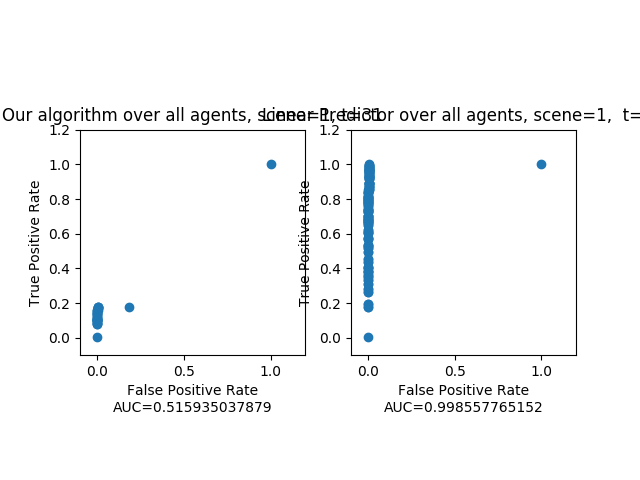 Our algorithm over all agents, scene=1, t=31
Linear Predictor over all agents, scene=1, t=
1.2
1.0
0.8
0.6
0.4
0.2
0.0
True Positive Rate
0.0 0.5 1.0
False Positive Rate
AUC=0.515935037879
1.2
1.0
0.8
0.6
0.4
0.2
0.0
True Positive Rate
0.0 0.5 1.0
False Positive Rate
AUC=0.998557765152